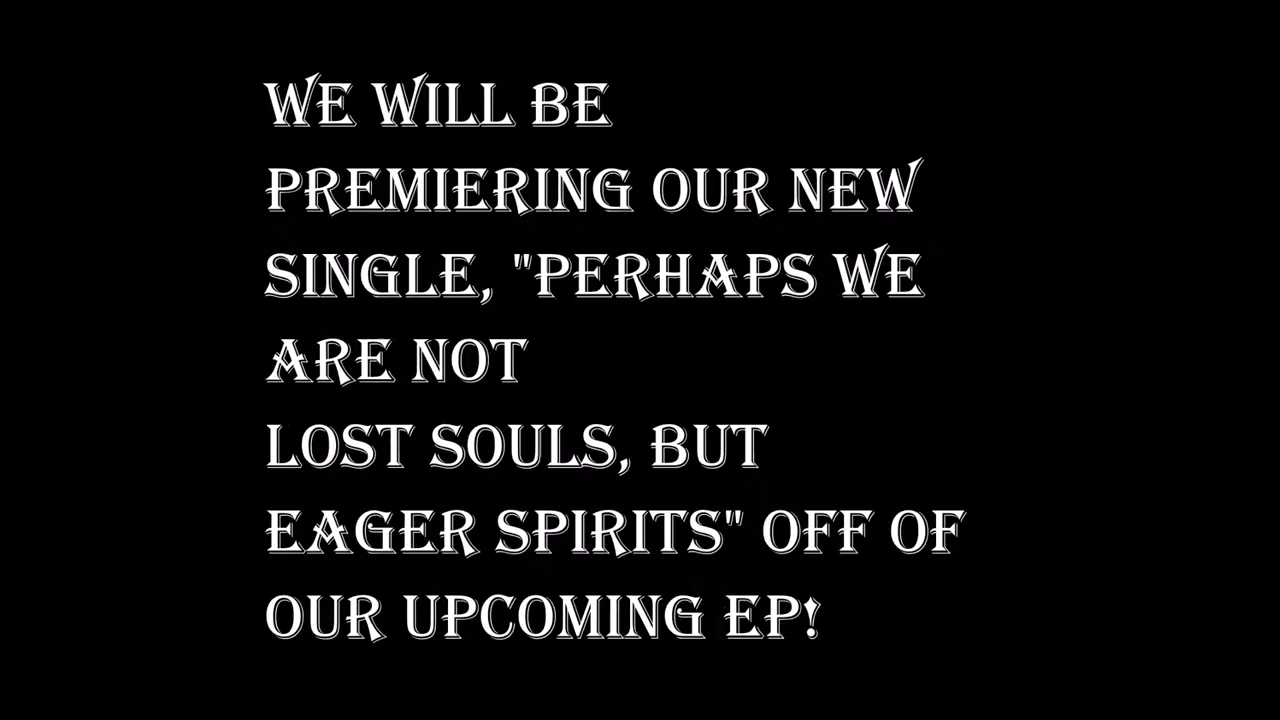 WE WILL BE
PREMIERING OUR NEW
SINGLE, "PERHAPS WE
ARE NOT
LOST SOULS, BUT
EAGER SPIRITS" OFF OF
OUR UPCOMING EP!